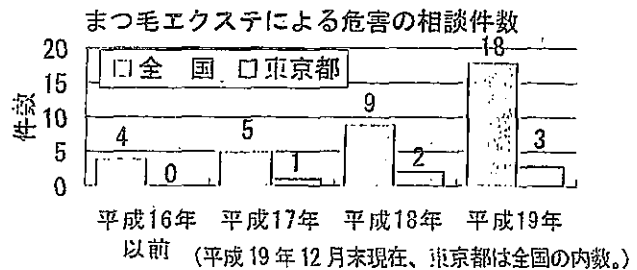 まつ毛エクステによる危害の相談件数
全 国 東京都
件数
20
15
10
5
0
4 0 5 1 9 2 18 3
平成16年 平成17年 平成18年 平成19年
以前 (平成19年12月末現在、東京都は全国の内数。)